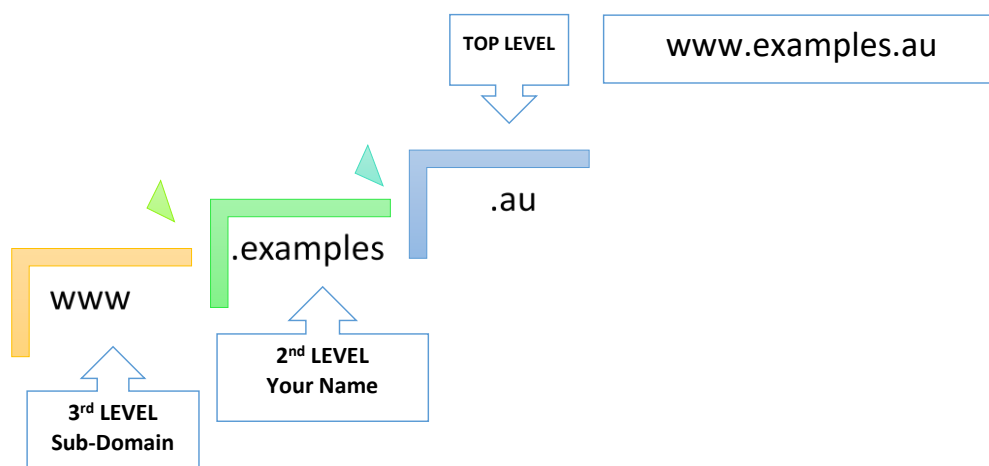 TOP LEVEL
www.examples.au
.au
.examples
www
2nd LEVEL
Your Name
3rd LEVEL
Sub-Domain